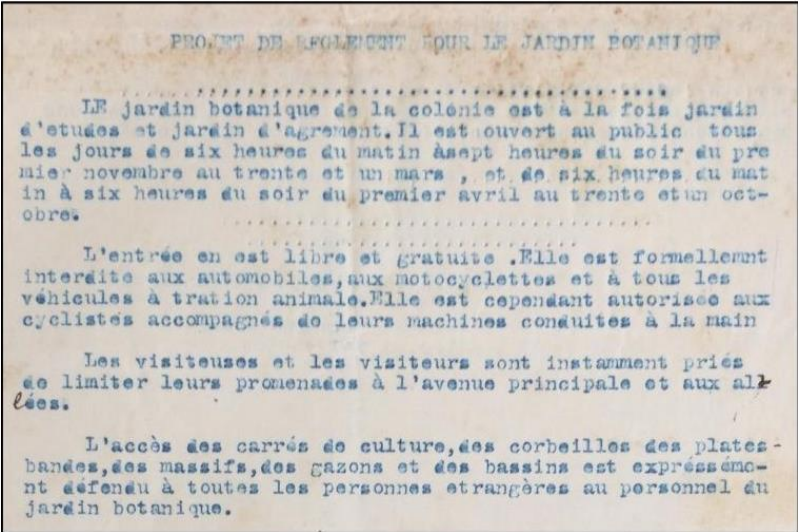 PROJET DE REGLEMENT POUR LE JARDIN BOTANIQUE
LE jardin botanique de la colonie est à la fois jardin
d'etudes et jardin d'agrement.Il est ouvert au public tous
les jours de six heures du matin àsept heures du soir du pre
mier novembre au trente et un mars , et de six heures du mat
in à six heures du soir du premier avril au trente etun oct-
obre.
L'entrée en est libre et gratuite .Elle est formellemnt
interdite aux automobiles,aux motocyclettes et à tous les
véhicules à tration animale.Elle est cependant autorisée aux
cyclistes accompagnés de leurs machines conduites à la main
Les visiteuses et les visiteurs sont instamment priés
de limiter leurs promenades à l'avenue principale et aux al
lées.
L'accès des carrés de culture,des corbeilles des plates-
bandes,des massifs,des gazons et des bassins est exprésséme-
nt défendu à toutes les personnes etrangères au personnel du
jardin botanique.